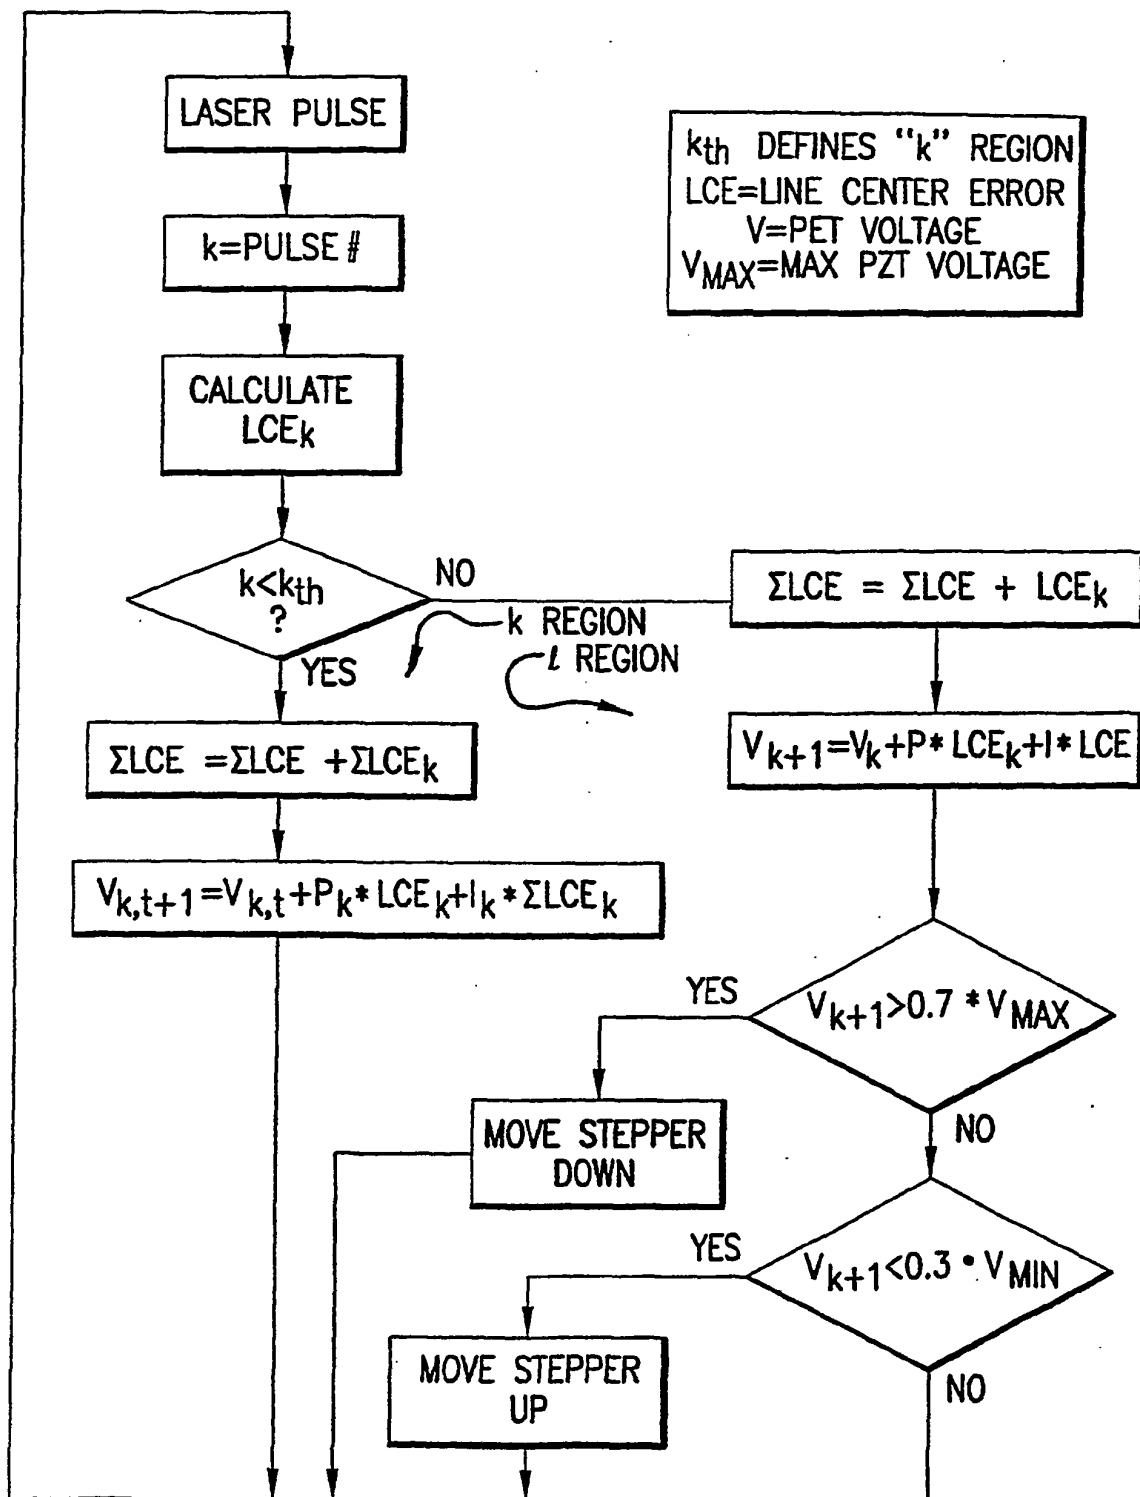 LASER PULSE
k=PULSE #
CALCULATE
LCEk
k<kth
?
NO
YES
k REGION
ℓ REGION
kth DEFINES “k” REGION
LCE=LINE CENTER ERROR
V=PET VOLTAGE
VMAX=MAX PZT VOLTAGE
ΣLCE =ΣLCE +ΣLCEk
Vk,t+1=Vk,t+Pk* LCEk+Ik*ΣLCEk
ΣLCE = ΣLCE + LCEk
Vk+1=Vk+P* LCEk+I* LCE
Vk+1>0.7 * VMAX
YES
NO
MOVE STEPPER
DOWN
Vk+1<0.3 • VMIN
YES
NO
MOVE STEPPER
UP